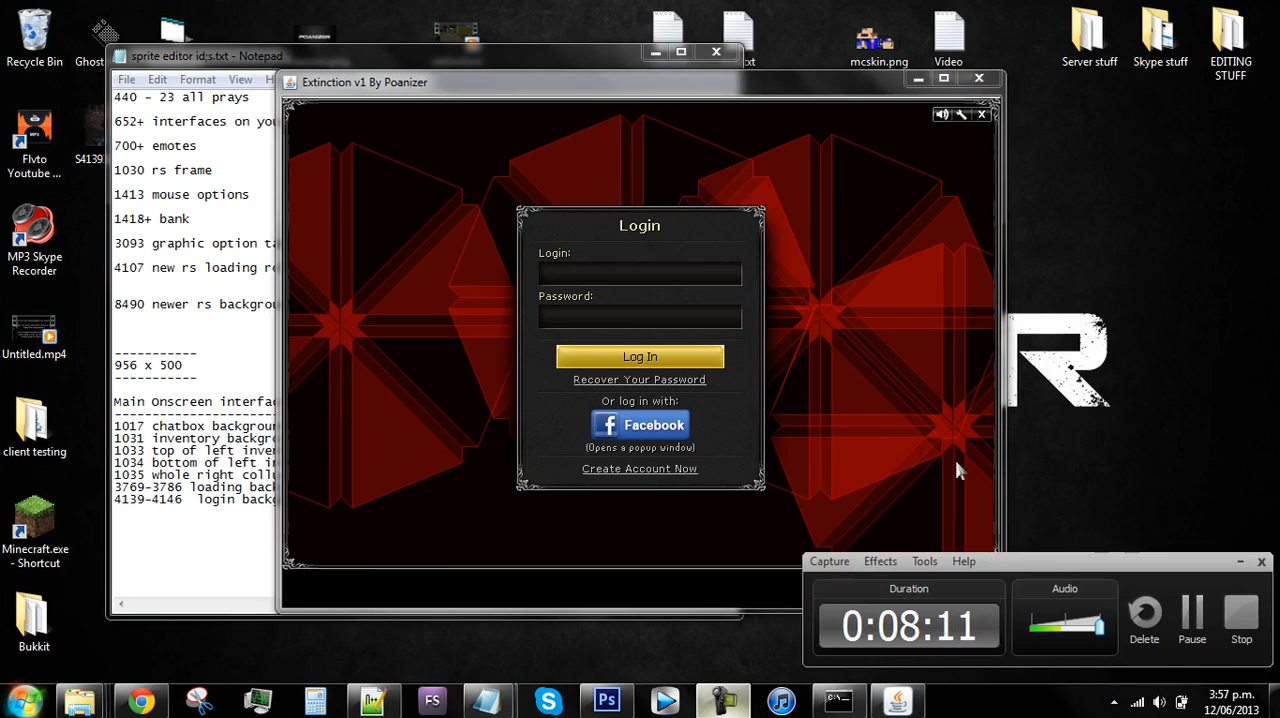 Recycle Bin
Ghost
mcskin.png
Video
Server stuff
Skype stuff
EDITING
STUFF
Flvto
Youtube ...
S4139
MP3 Skype
Recorder
Untitled.mp4
client testing
Minecraft.exe
- Shortcut
Bukkit
sprite editor id;s.txt - Notepad
File Edit Format View H
440 - 23 all prays
652+ interfaces on you
700+ emotes
1030 rs frame
1413 mouse options
1418+ bank
3093 graphic option ta
4107 new rs loading
8490 newer rs backgrou
-----------
956 x 500
-----------
Main Onscreen interfa
1017 chatbox backgroun
1031 inventory backgr
1033 top of left inve
1034 bottom of left i
1035 whole right coll
3769-3786 loading bac
4139-4146 login backg
Extinction v1 By Poanizer
Login
Login:
Password:
Log In
Recover Your Password
Or log in with:
f Facebook
(Opens a popup window)
Create Account Now
R
Capture Effects Tools Help
Duration
0:08:11
Audio
Delete
Pause
Stop
FS
Ps
3:57 p.m.
12/06/2013